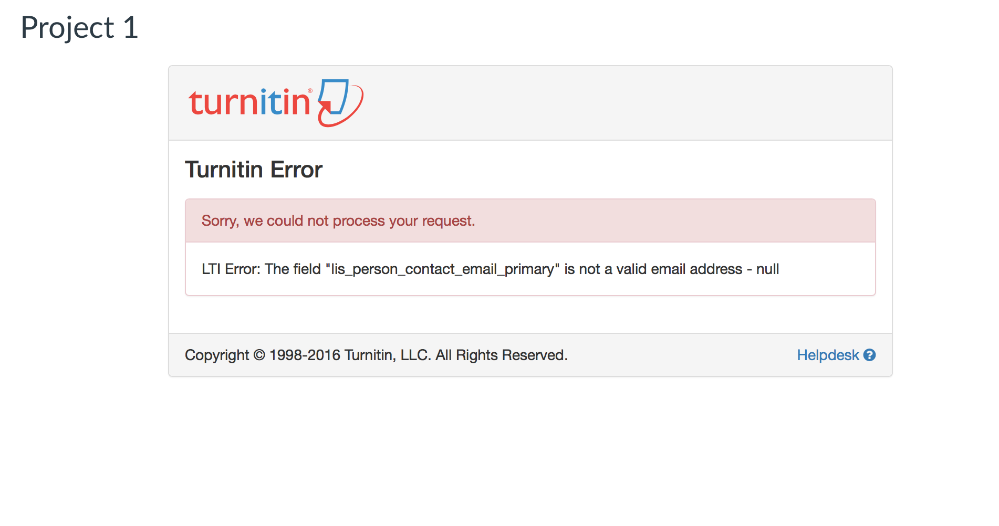 Project 1
turnitin®
Turnitin Error
Sorry, we could not process your request.
LTI Error: The field "lis_person_contact_email_primary" is not a valid email address - null
Copyright © 1998-2016 Turnitin, LLC. All Rights Reserved.
Helpdesk ?